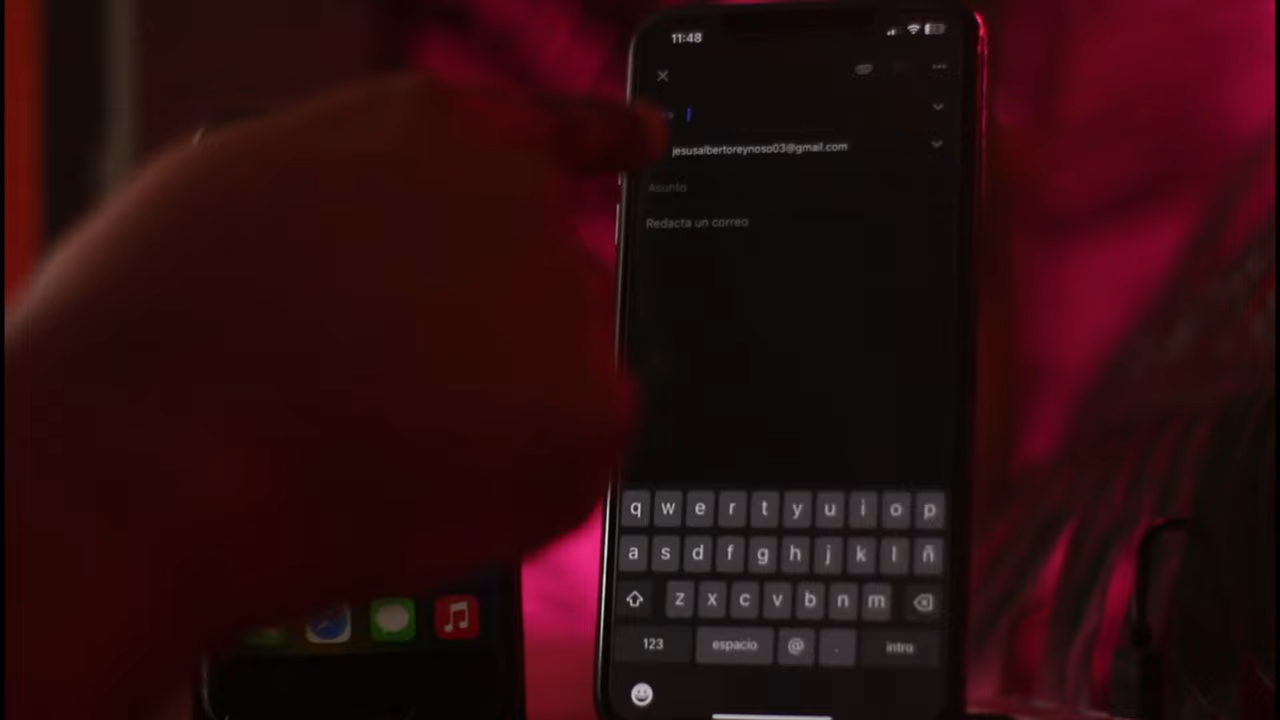 11:48
jesusalbertoreynoso03@gmail.com
Asunto
Redacta un correo
q w e r t y u i o p
a s d f g h j k l ñ
z x c v b n m
123 espacio @ . intro